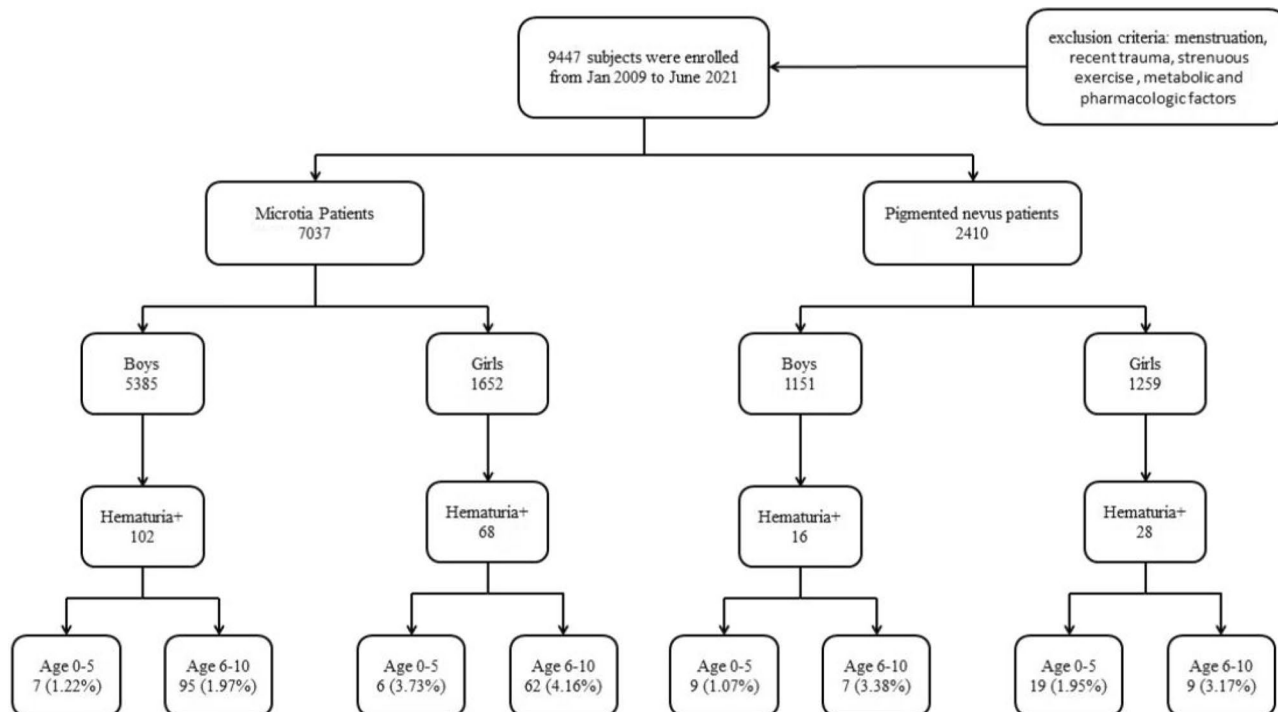 9447 subjects were enrolled
from Jan 2009 to June 2021
exclusion criteria: menstruation,
recent trauma, strenuous
exercise , metabolic and
pharmacologic factors
Microtia Patients
7037
Pigmented nevus patients
2410
Boys
5385
Girls
1652
Boys
1151
Girls
1259
Hematuria+
102
Hematuria+
68
Hematuria+
16
Hematuria+
28
Age 0-5
7 (1.22%)
Age 6-10
95 (1.97%)
Age 0-5
6 (3.73%)
Age 6-10
62 (4.16%)
Age 0-5
9 (1.07%)
Age 6-10
7 (3.38%)
Age 0-5
19 (1.95%)
Age 6-10
9 (3.17%)